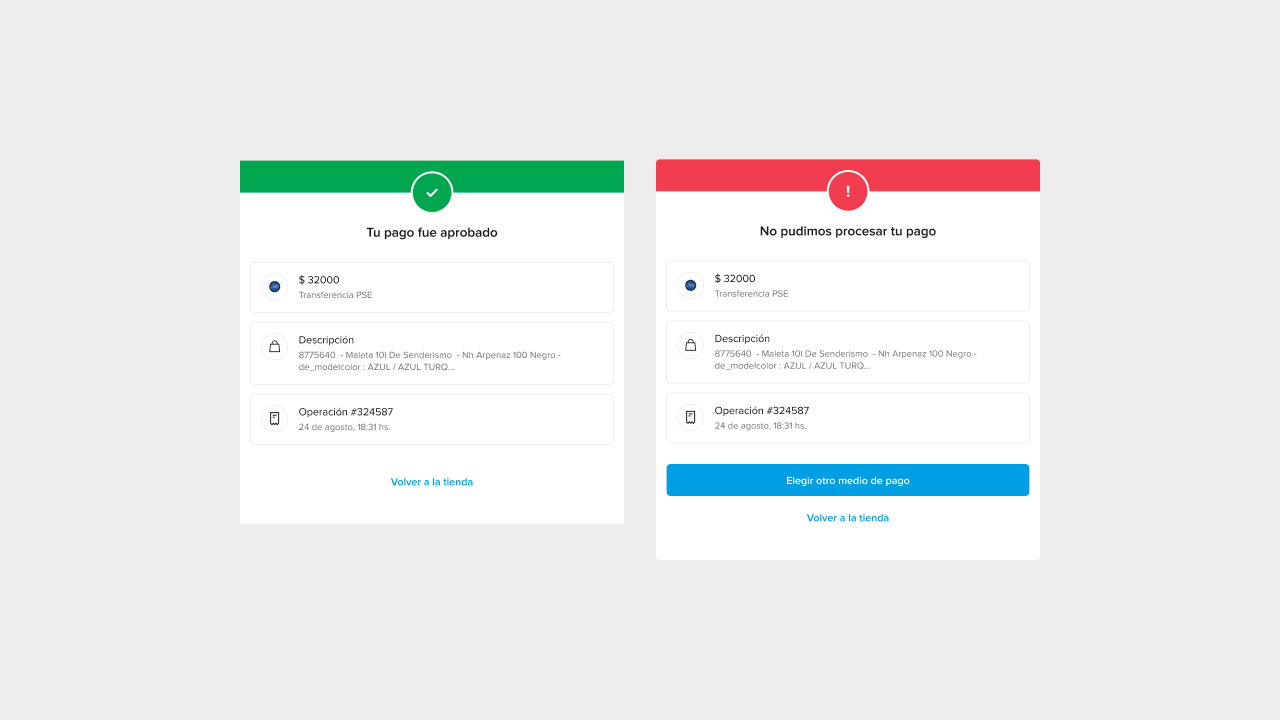 Tu pago fue aprobado
$ 32000
Transferencia PSE
Descripción
8775640  - Maleta 10l De Senderismo  - Nh Arpenaz 100 Negro -
de_modelcolor : AZUL / AZUL TURQ...
Operación #324587
24 de agosto, 18:31 hs.
Volver a la tienda
No pudimos procesar tu pago
$ 32000
Transferencia PSE
Descripción
8775640  - Maleta 10l De Senderismo  - Nh Arpenaz 100 Negro -
de_modelcolor : AZUL / AZUL TURQ...
Operación #324587
24 de agosto, 18:31 hs.
Elegir otro medio de pago
Volver a la tienda